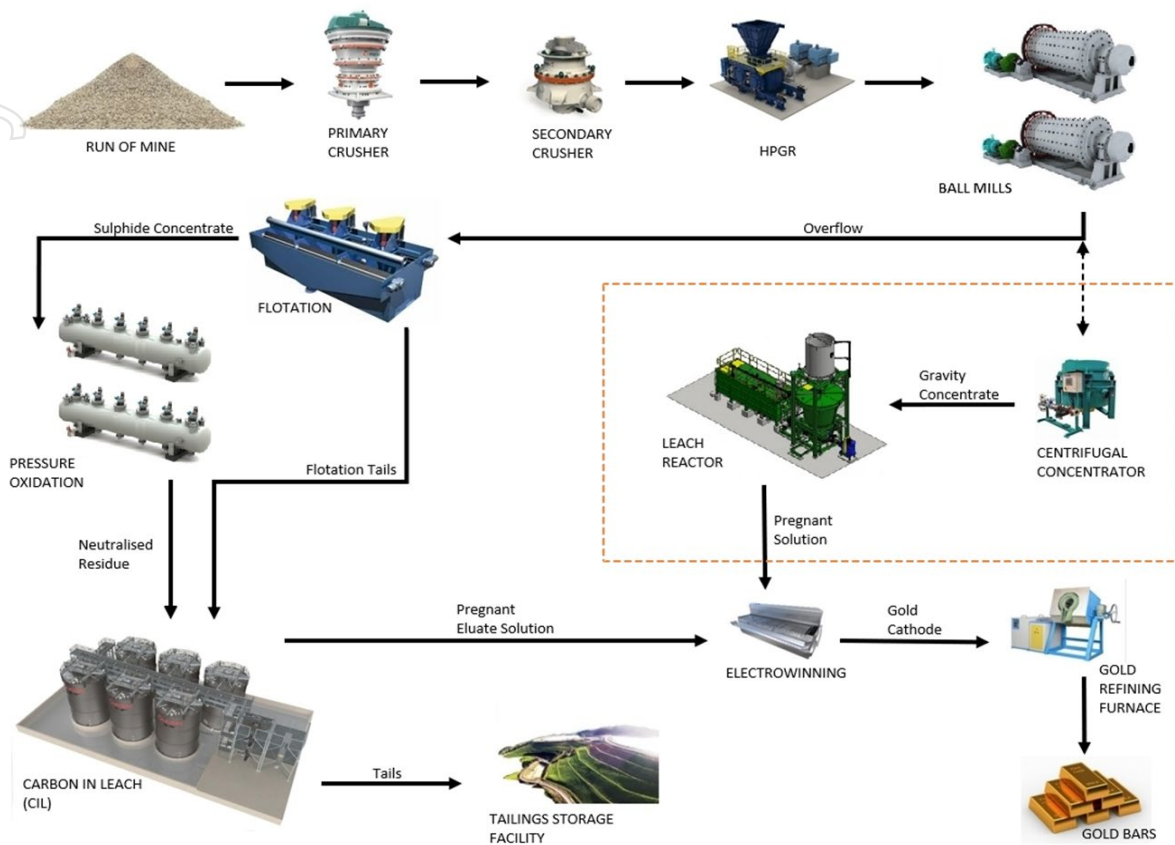 RUN OF MINE
PRIMARY
CRUSHER
SECONDARY
CRUSHER
HPGR
BALL MILLS
Sulphide Concentrate
Overflow
FLOTATION
Gravity
Concentrate
LEACH
REACTOR
CENTRIFUGAL
CONCENTRATOR
PRESSURE
OXIDATION
Flotation Tails
Pregnant
Solution
Neutralised
Residue
Pregnant
Eluate Solution
Gold
Cathode
ELECTROWINNING
GOLD
REFINING
FURNACE
CARBON IN LEACH
(CIL)
Tails
TAILINGS STORAGE
FACILITY
GOLD BARS